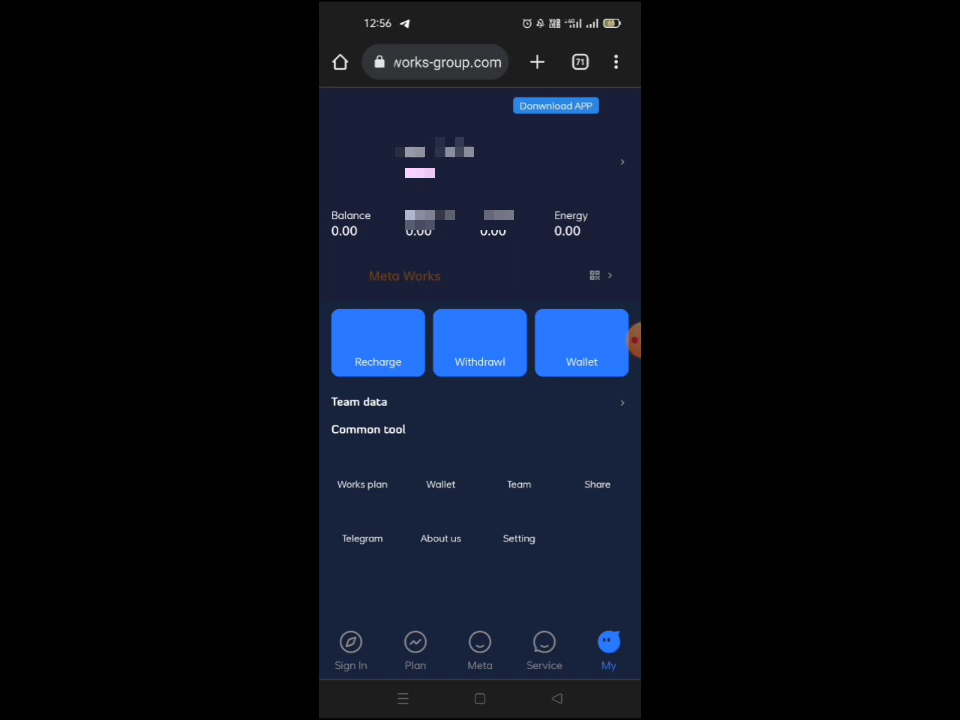 12:56
works-group.com
71
Donwnload APP
Balance
Energy
0.00 0.00 0.00 0.00
Meta Works
Recharge Withdrawl Wallet
Team data
Common tool
Works plan Wallet Team Share
Telegram About us Setting
Sign In Plan Meta Service My